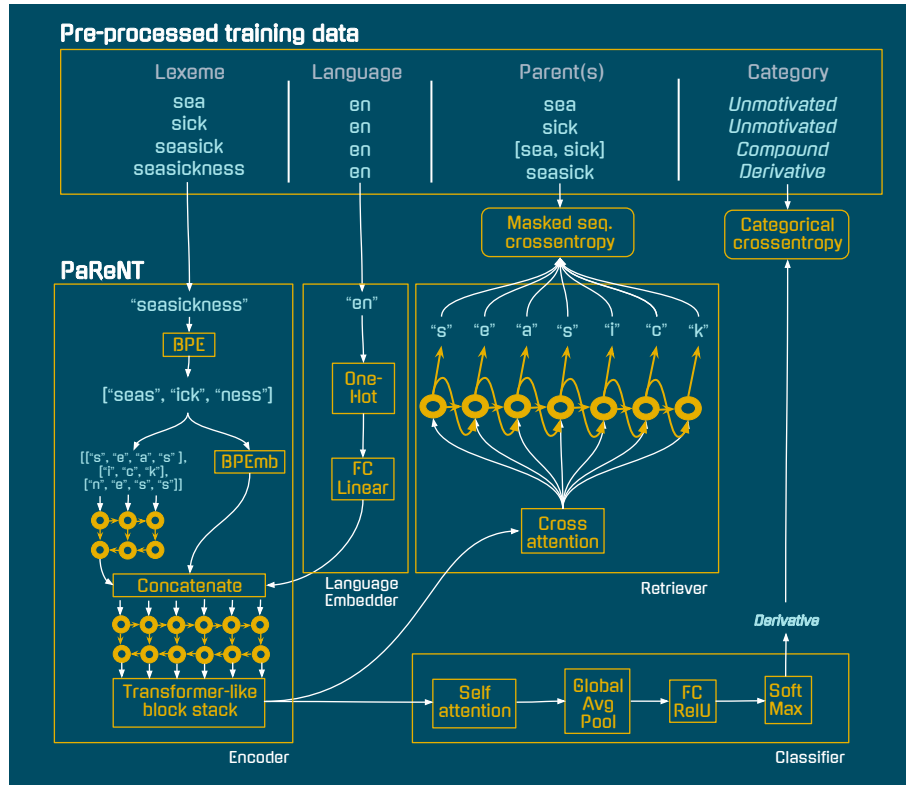 Pre-processed training data
Lexeme Language Parent(s) Category
sea en sea Unmotivated
sick en sick Unmotivated
seasick en [sea, sick] Compound
seasickness en seasick Derivative
Masked seq.
crossentropy
Categorical
crossentropy
PaReNT
“seasickness”
BPE
[“seas”, “ick”, “ness”]
[[“s”, “e”, “a”, “s” ],
[“i”, “c”, “k”],
[“n”, “e”, “s”, “s”]]
BPEmb
Concatenate
Transformer-like
block stack
Encoder
“en”
One-
Hot
FC
Linear
Language
Embedder
“s” “e” “a” “s” “i” “c” “k”
Cross
attention
Retriever
Self
attention
Global
Avg
Pool
FC
RelU
Soft
Max
Derivative
Classifier